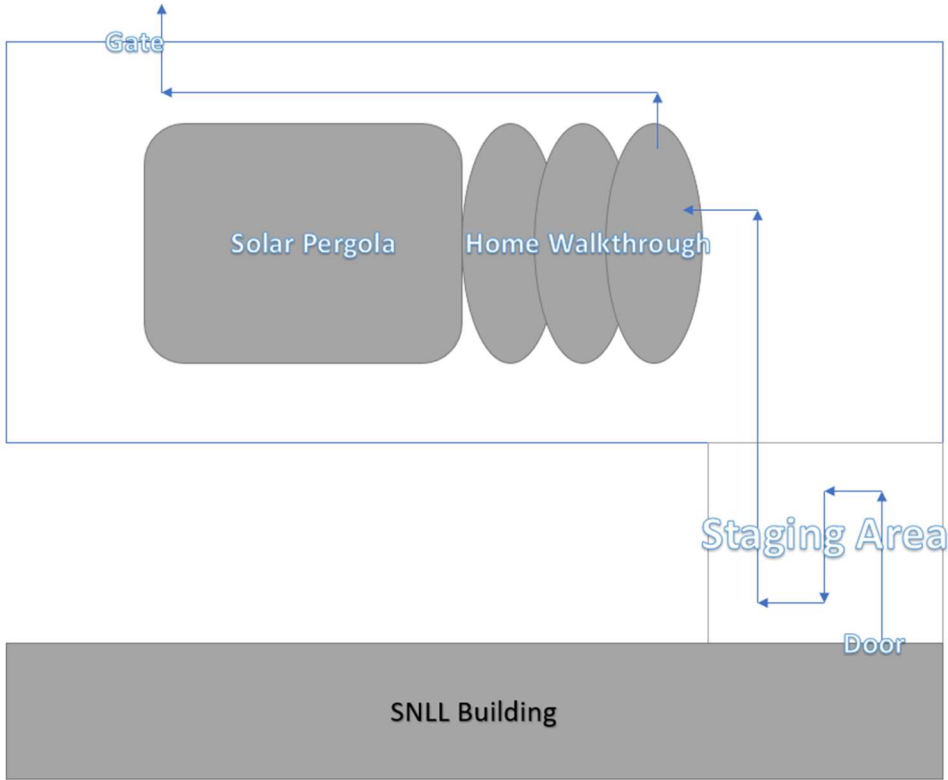 Gate
Solar Pergola
Home Walkthrough
Staging Area
Door
SNLL Building